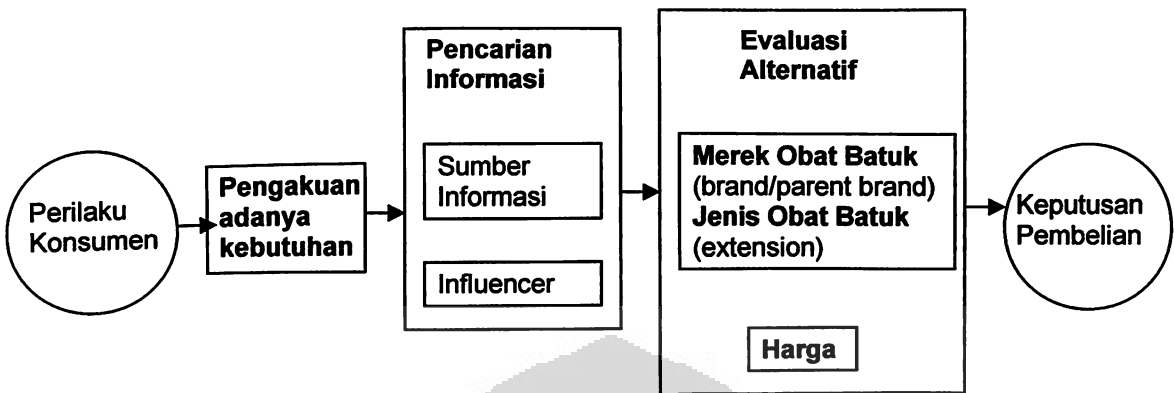 Perilaku
Konsumen
Pengakuan
adanya
kebutuhan
Pencarian
Informasi
Sumber
Informasi
Influencer
Evaluasi
Alternatif
Merek Obat Batuk
(brand/parent brand)
Jenis Obat Batuk
(extension)
Harga
Keputusan
Pembelian